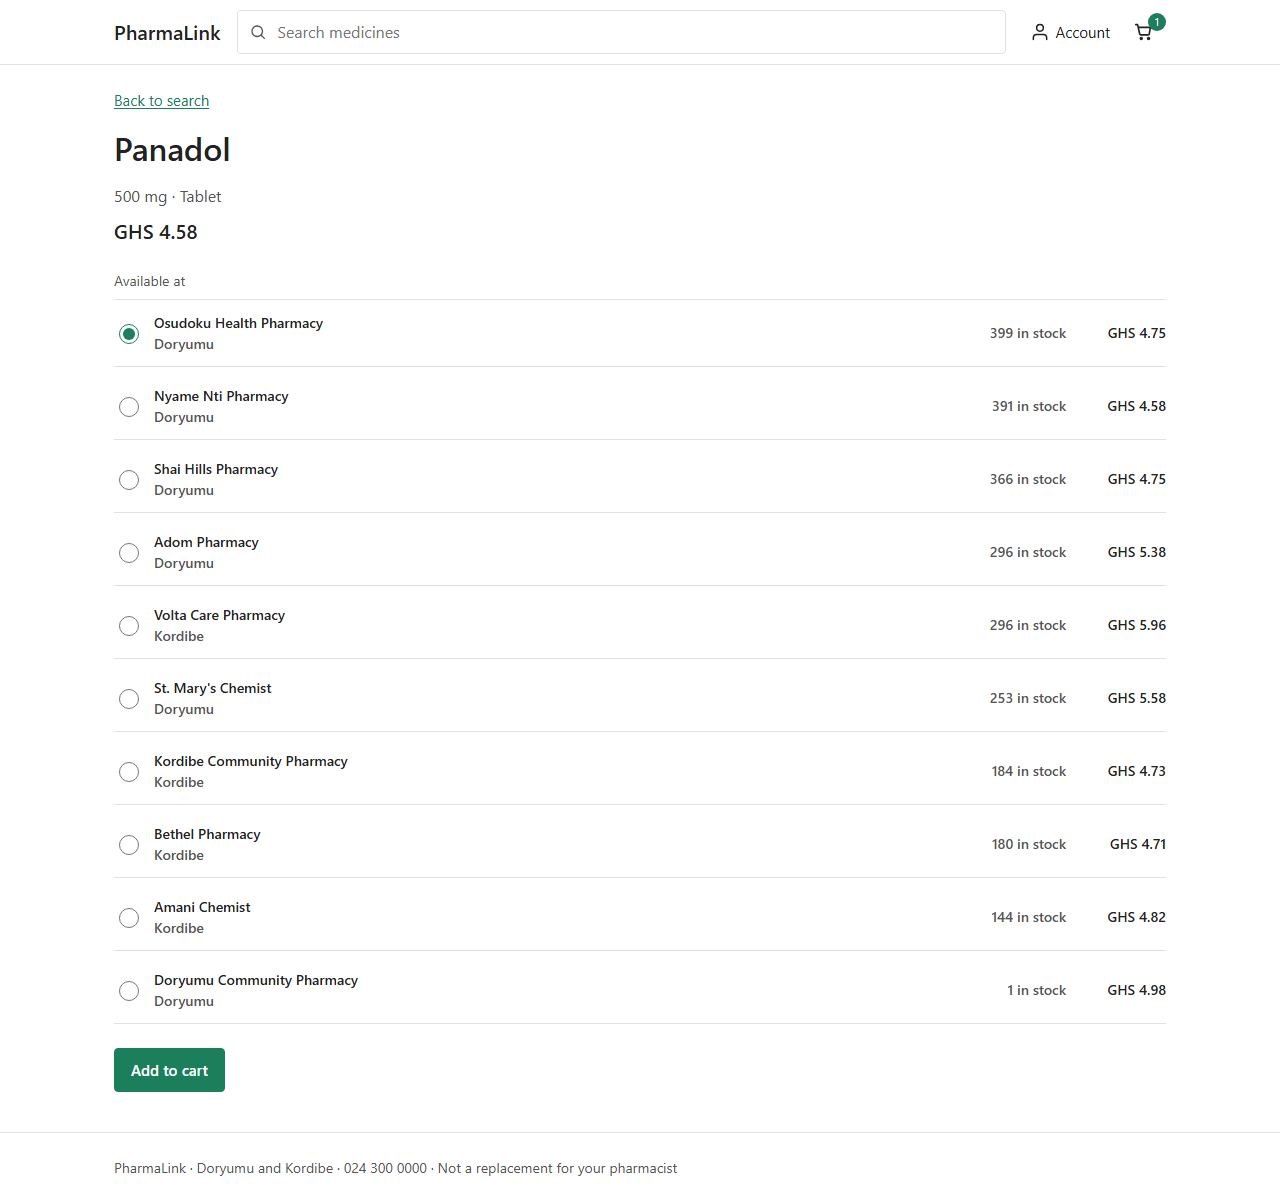 PharmaLink
Search medicines
Account
1
Back to search
Panadol
500 mg · Tablet
GHS 4.58
Available at
Osudoku Health Pharmacy
Doryumu
399 in stock
GHS 4.75
Nyame Nti Pharmacy
Doryumu
391 in stock
GHS 4.58
Shai Hills Pharmacy
Doryumu
366 in stock
GHS 4.75
Adom Pharmacy
Doryumu
296 in stock
GHS 5.38
Volta Care Pharmacy
Kordibe
296 in stock
GHS 5.96
St. Mary's Chemist
Doryumu
253 in stock
GHS 5.58
Kordibe Community Pharmacy
Kordibe
184 in stock
GHS 4.73
Bethel Pharmacy
Kordibe
180 in stock
GHS 4.71
Amani Chemist
Kordibe
144 in stock
GHS 4.82
Doryumu Community Pharmacy
Doryumu
1 in stock
GHS 4.98
Add to cart
PharmaLink · Doryumu and Kordibe · 024 300 0000 · Not a replacement for your pharmacist